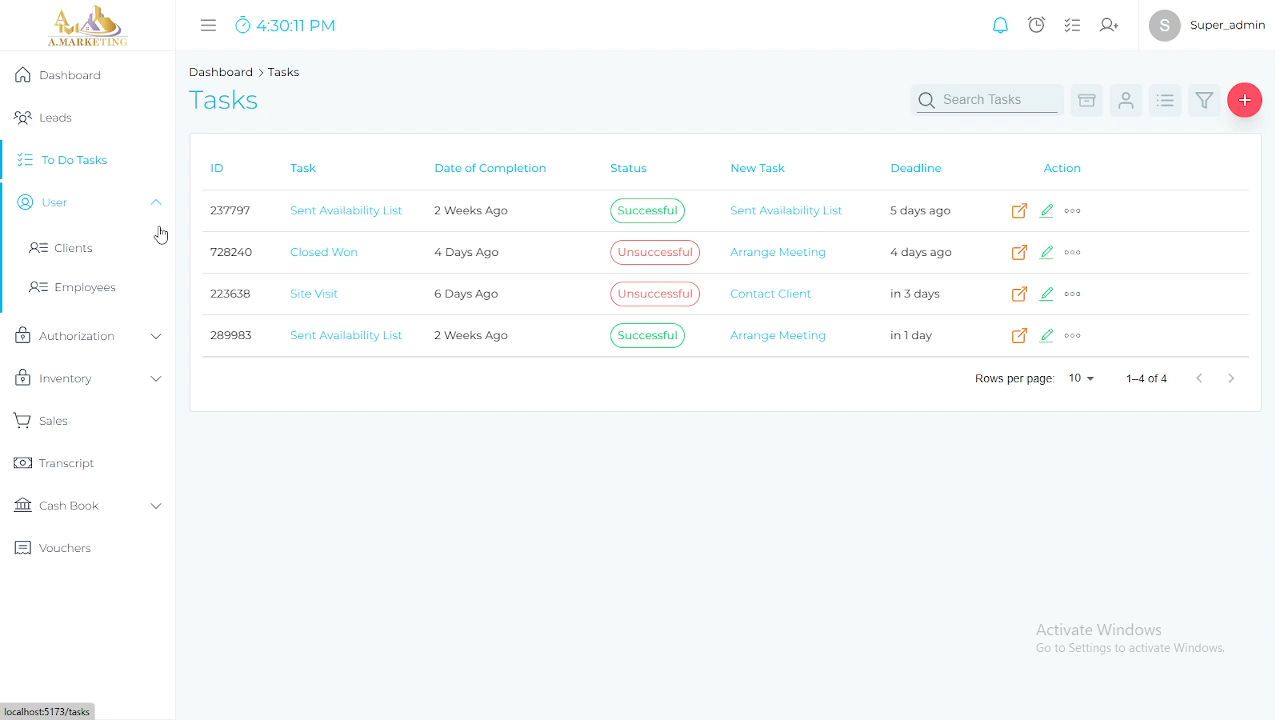 A.MARKETING
4:30:11 PM
S
Super_admin
Dashboard
Leads
To Do Tasks
User
Clients
Employees
Authorization
Inventory
Sales
Transcript
Cash Book
Vouchers
Dashboard > Tasks
Tasks
Search Tasks
ID Task Date of Completion Status New Task Deadline Action
237797 Sent Availability List 2 Weeks Ago Successful Sent Availability List 5 days ago
728240 Closed Won 4 Days Ago Unsuccessful Arrange Meeting 4 days ago
223638 Site Visit 6 Days Ago Unsuccessful Contact Client in 3 days
289983 Sent Availability List 2 Weeks Ago Successful Arrange Meeting in 1 day
Rows per page: 10 1–4 of 4
Activate Windows
Go to Settings to activate Windows.
localhost:5173/tasks